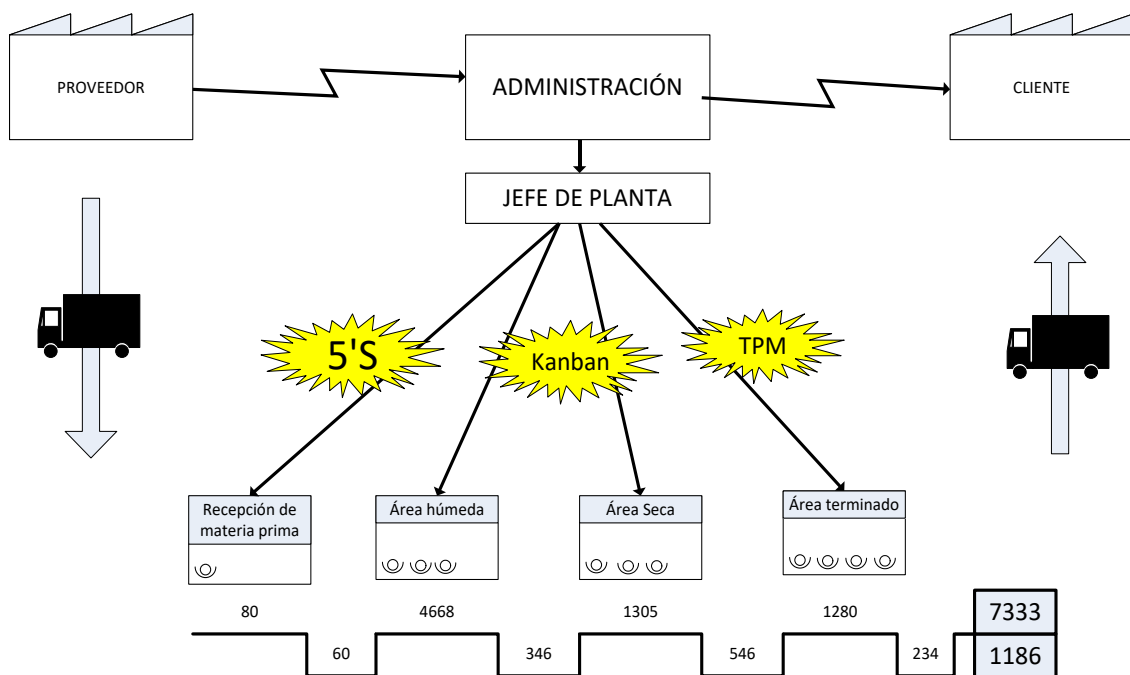 PROVEEDOR
ADMINISTRACIÓN
CLIENTE
JEFE DE PLANTA
5'S
Kanban
TPM
Recepción de
materia prima
Área húmeda
Área Seca
Área terminado
80
4668
1305
1280
7333
60
346
546
234
1186